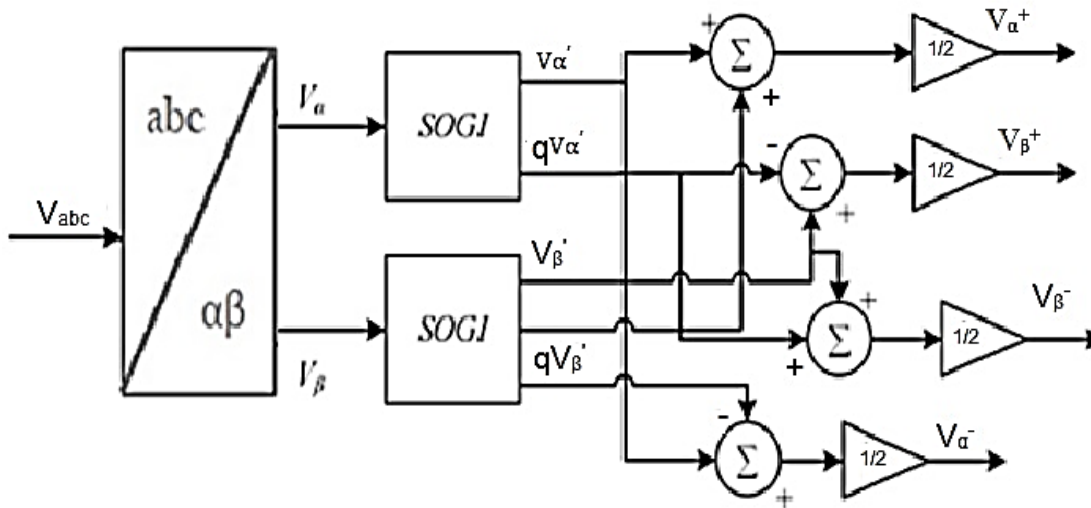 Vabc
abc
αβ
Vα
Vβ
SOGI
SOGI
vα'
qvα'
Vβ'
qVβ'
+
Σ
+
1/2
Vα+
-
Σ
+
1/2
Vβ+
+
Σ
+
1/2
Vβ-
-
Σ
+
1/2
Vα-